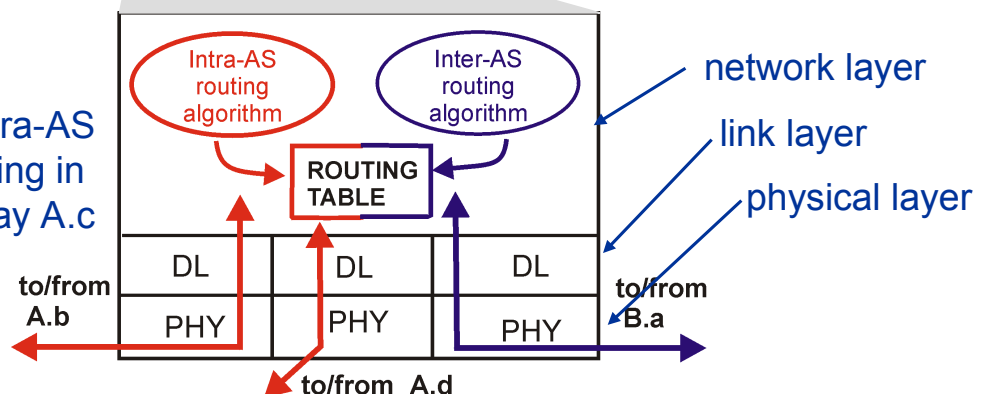 Intra-AS
routing
algorithm
Inter-AS
routing
algorithm
network layer
ra-AS
ing in
ay A.c
link layer
ROUTING
TABLE
physical layer
DL
DL
DL
to/from
A.b
to/from
B.a
PHY
PHY
PHY
to/from A.d